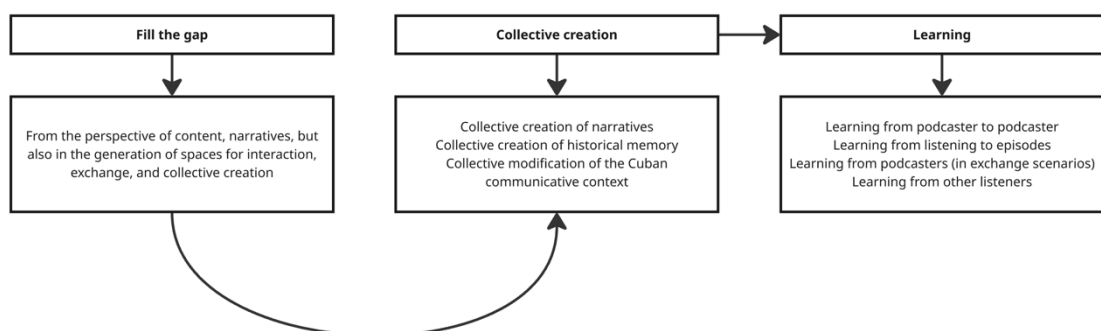 Fill the gap
From the perspective of content, narratives, but
also in the generation of spaces for interaction,
exchange, and collective creation
Collective creation
Collective creation of narratives
Collective creation of historical memory
Collective modification of the Cuban
communicative context
Learning
Learning from podcaster to podcaster
Learning from listening to episodes
Learning from podcasters (in exchange scenarios)
Learning from other listeners